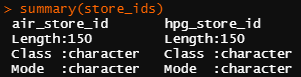 > summary(store_ids)
 air_store_id       hpg_store_id
 Length:150         Length:150
 Class :character   Class :character
 Mode  :character   Mode  :character